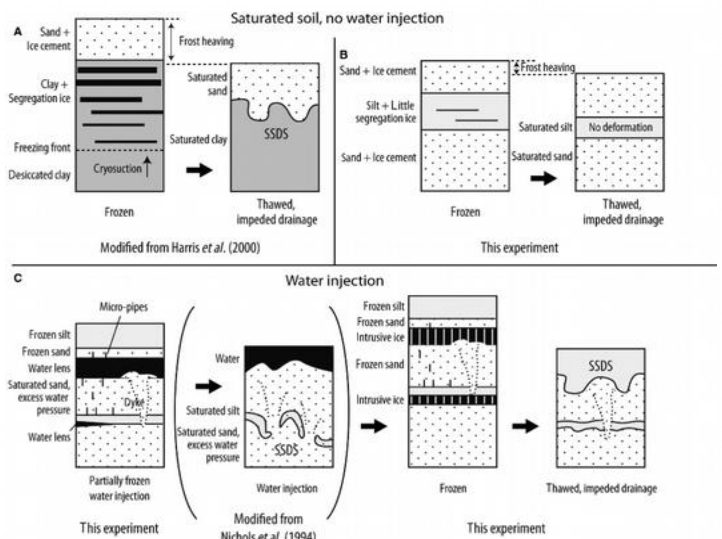 Saturated soil, no water injection
A
Sand +
Ice cement
Frost heaving
Clay +
Segregation ice
Freezing front
Cryosuction
Desiccated clay
Frozen
Saturated
sand
SSDS
Saturated clay
Thawed,
impeded drainage
Modified from Harris et al. (2000)
B
Frost heaving
Sand + Ice cement
Silt + Little
segregation ice
Sand + Ice cement
Frozen
Saturated silt
No deformation
Saturated sand
Thawed,
impeded drainage
This experiment
C
Water injection
Micro-pipes
Frozen silt
Frozen sand
Water lens
Saturated sand,
excess water
pressure
Dyke
Water lens
Partially frozen
water injection
This experiment
Water
Saturated silt
Saturated sand,
excess water
pressure
SSDS
Water injection
Modified from
Nichols et al. (1994)
Frozen silt
Frozen sand
Intrusive ice
Frozen sand
Intrusive ice
Frozen
SSDS
Thawed, impeded drainage
This experiment